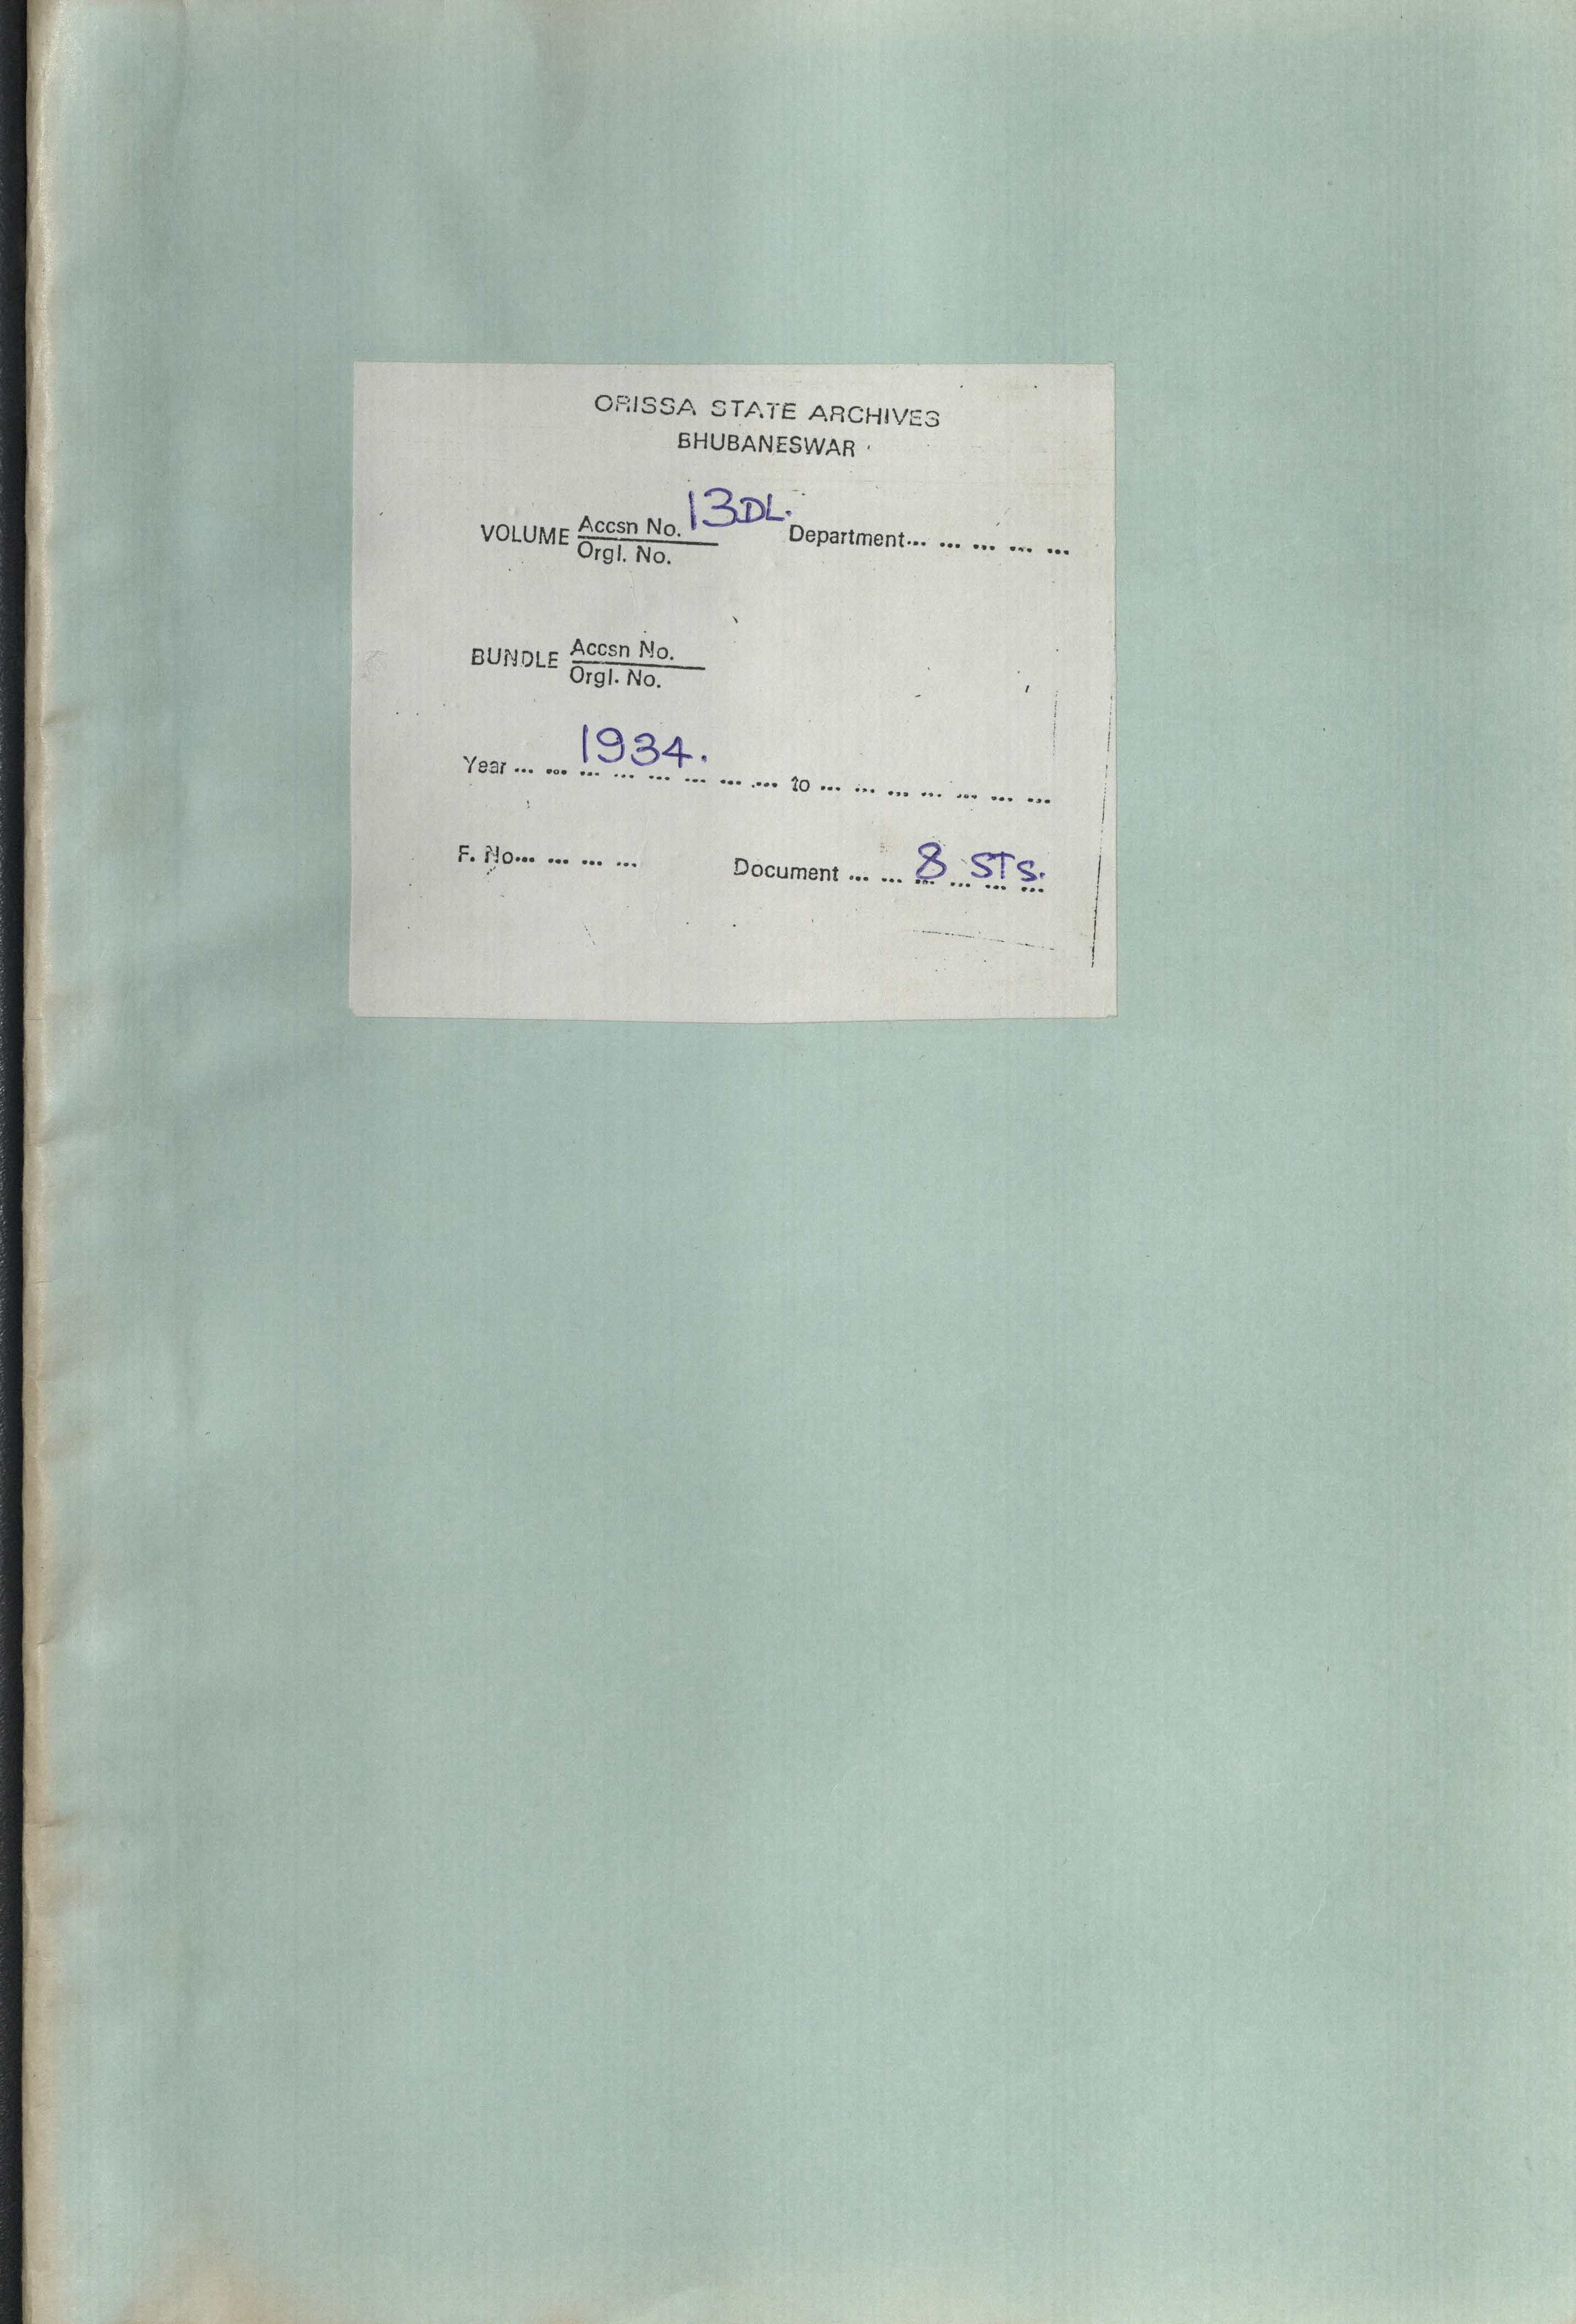 ORISSA STATE ARCHIVES
BHUBANESWAR
VOLUME Accsn No. 13DL. Department... ... ... ... ...
Orgl. No.
BUNDLE Accsn No.
Orgl. No.
Year ... ... 1934. ... ... ... ... ... ... to ... ... ... ... ... ... ...
F. No... ... ... ... Document ... ... 8 STS. ... ... ... ...